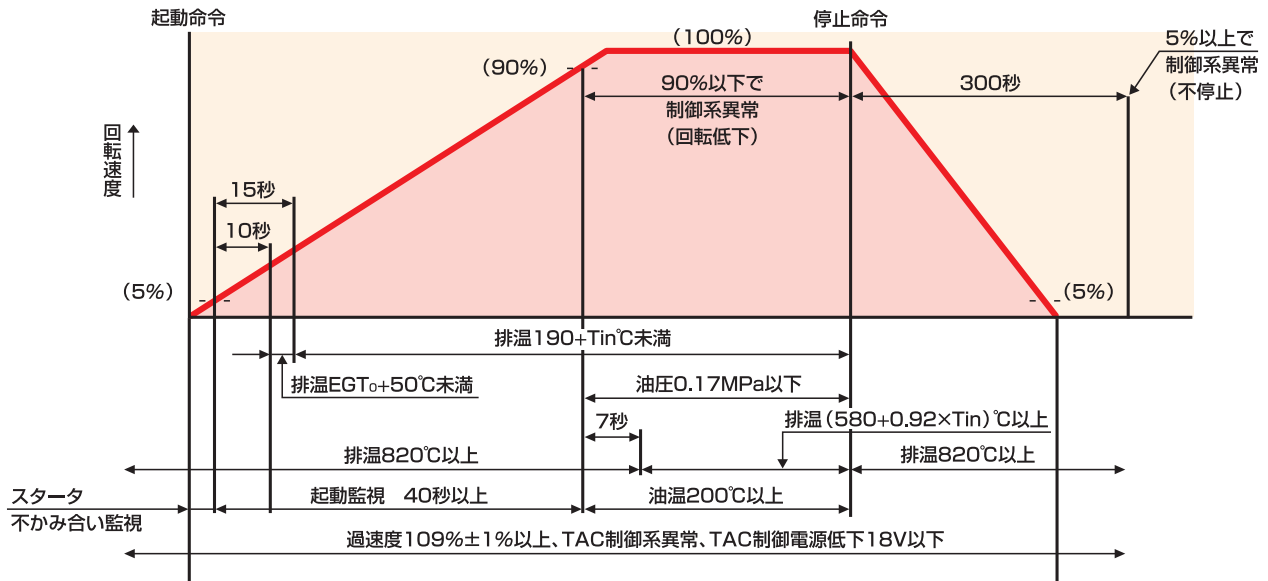 起動命令
停止命令
(100%)
5%以上で
制御系異常
(不停止)
(90%)
90%以下で
制御系異常
(回転低下)
300秒
回転速度
15秒
10秒
(5%)
(5%)
排温190+Tin℃未満
排温EGT₀+50℃未満
油圧0.17MPa以下
7秒
排温(580+0.92×Tin)℃以上
排温820℃以上
排温820℃以上
スタータ
不かみ合い監視
起動監視 40秒以上
油温200℃以上
過速度109%±1%以上、TAC制御系異常、TAC制御電源低下18V以下